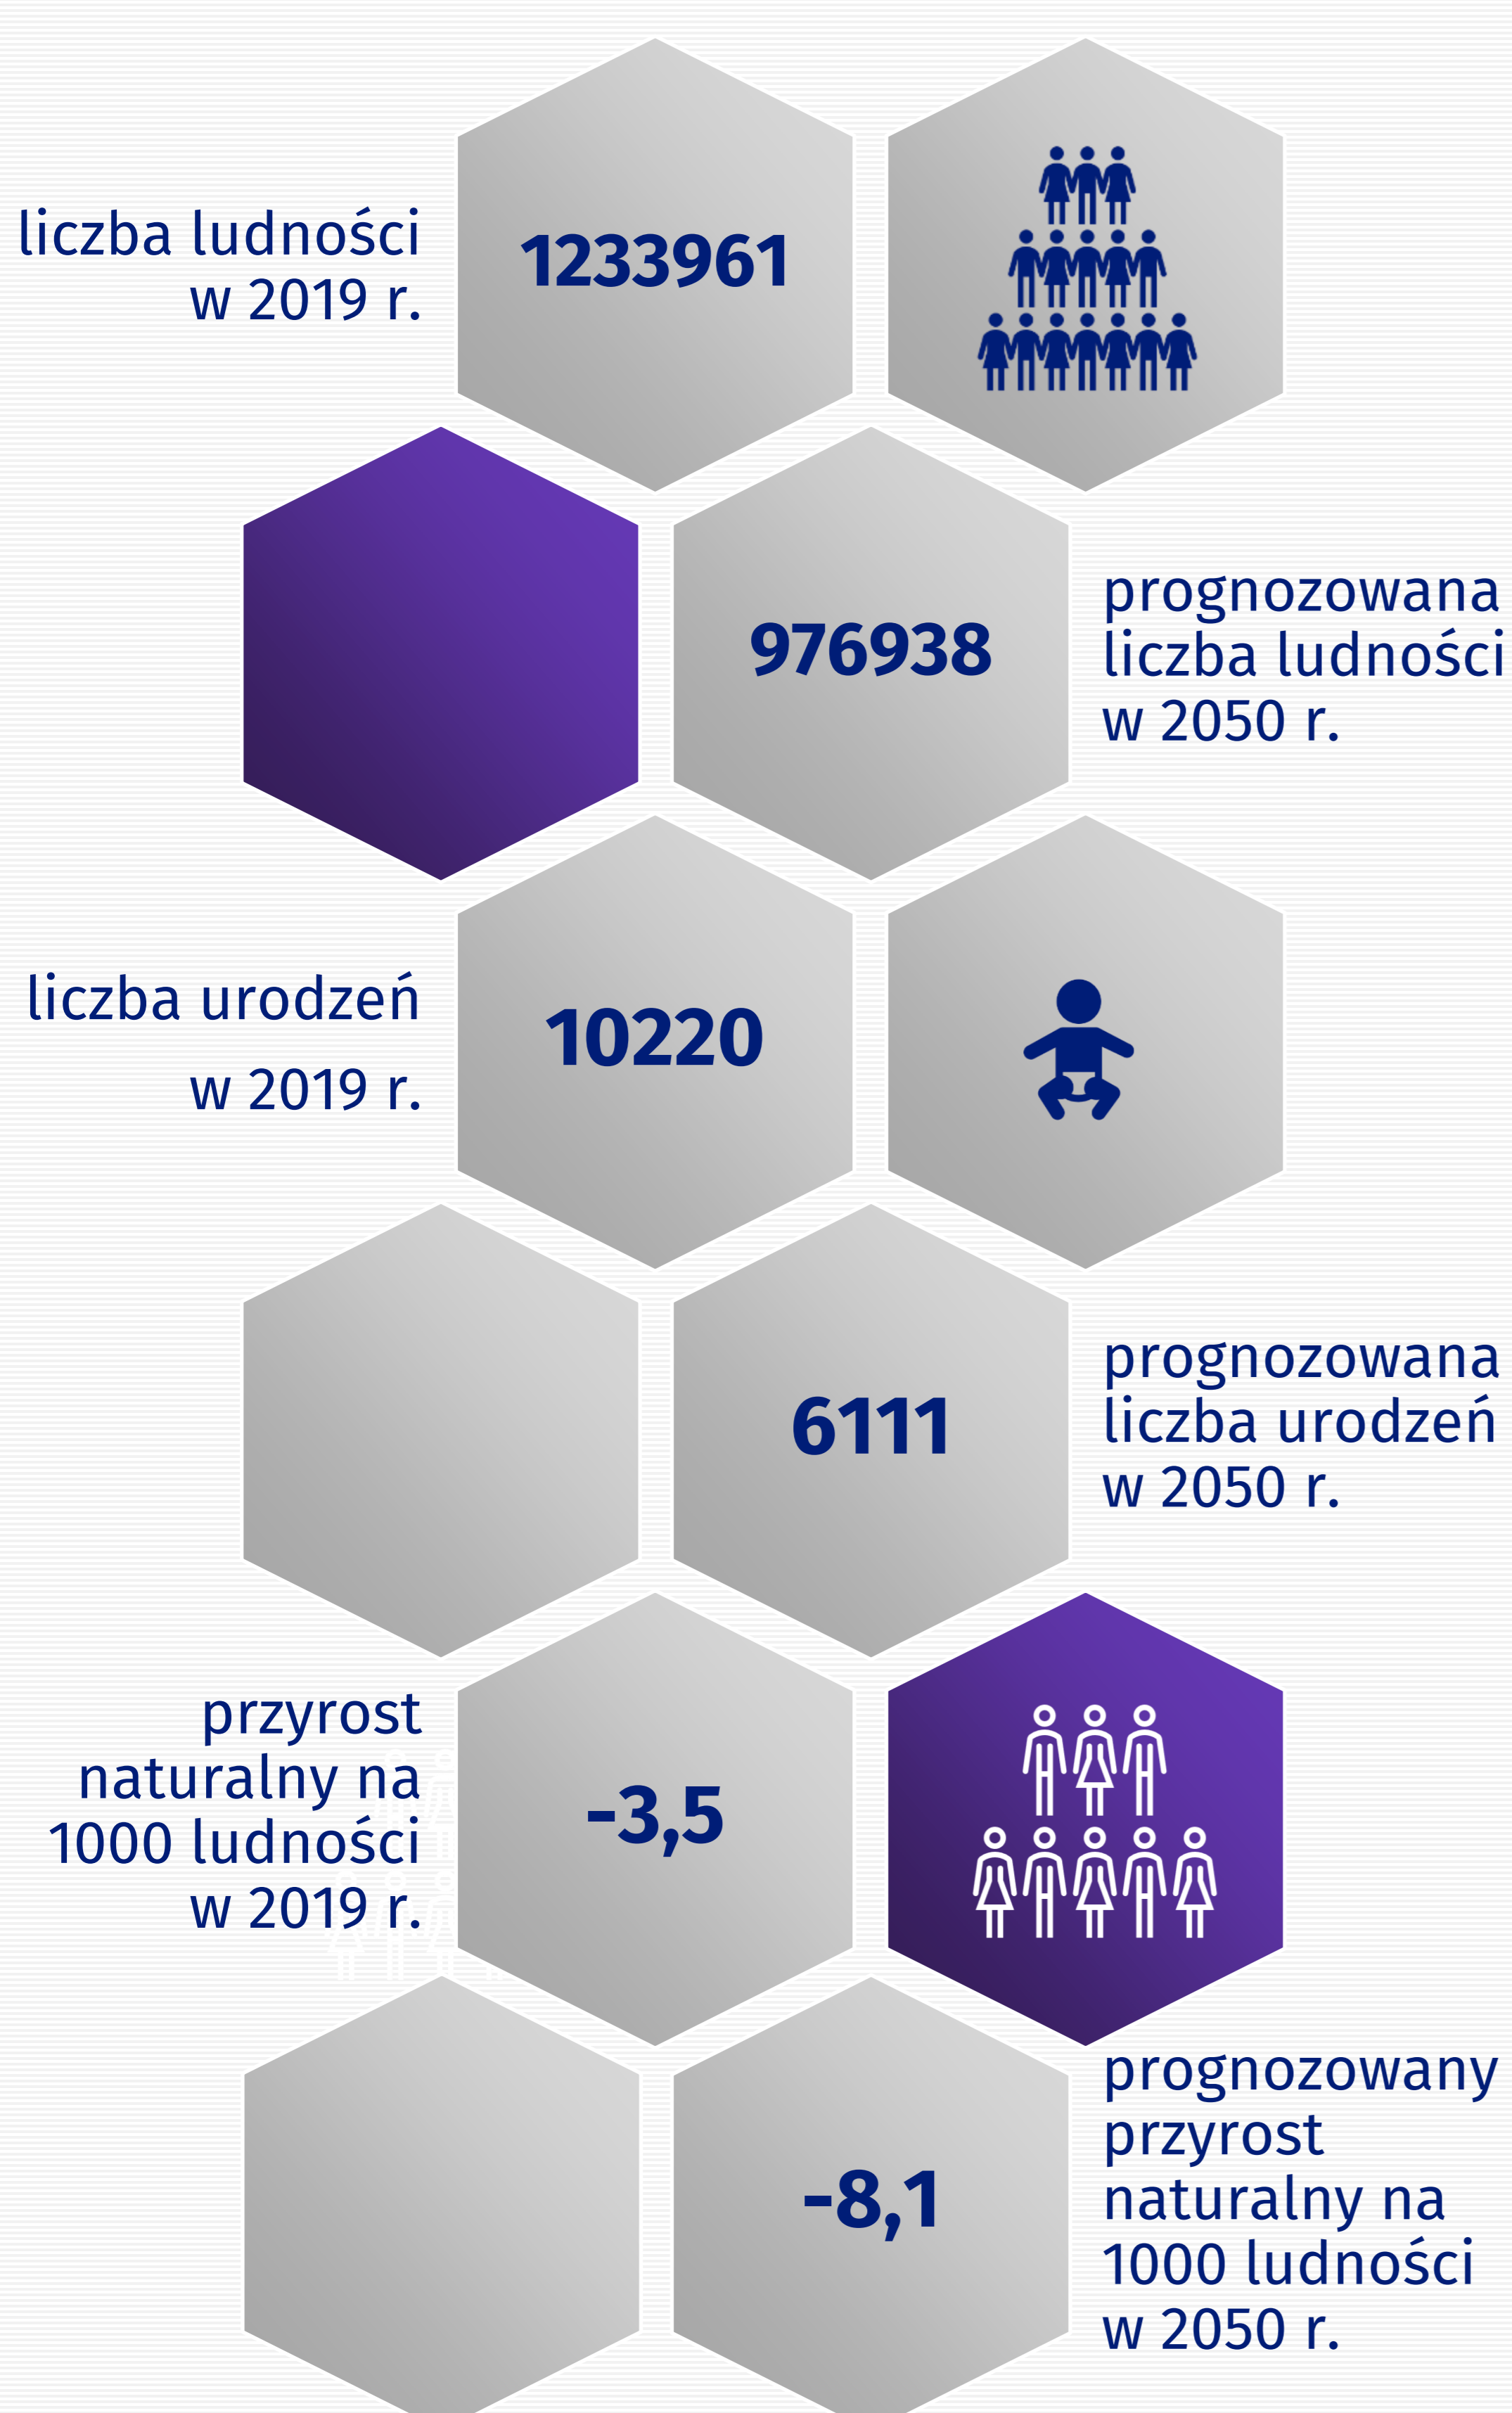 liczba ludności
w 2019 r.
1233961
976938
prognozowana
liczba ludności
w 2050 r.
liczba urodzeń
w 2019 r.
10220
6111
prognozowana
liczba urodzeń
w 2050 r.
przyrost
naturalny na
1000 ludności
w 2019 r.
-3,5
-8,1
prognozowany
przyrost
naturalny na
1000 ludności
w 2050 r.